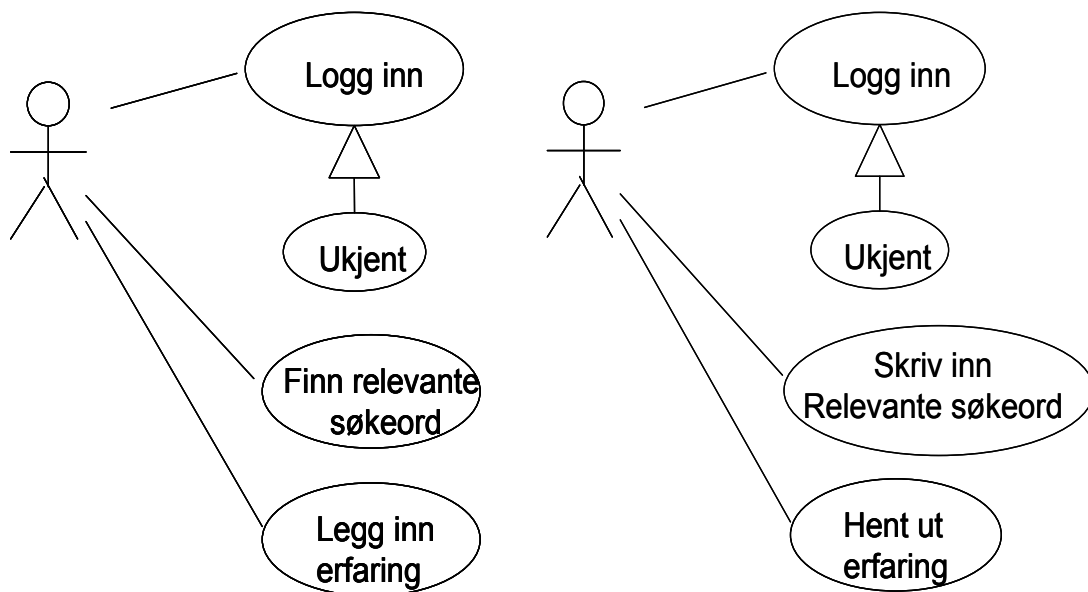 Logg inn
Ukjent
Finn relevante
søkeord
Legg inn
erfaring
Logg inn
Ukjent
Skriv inn
Relevante søkeord
Hent ut
erfaring